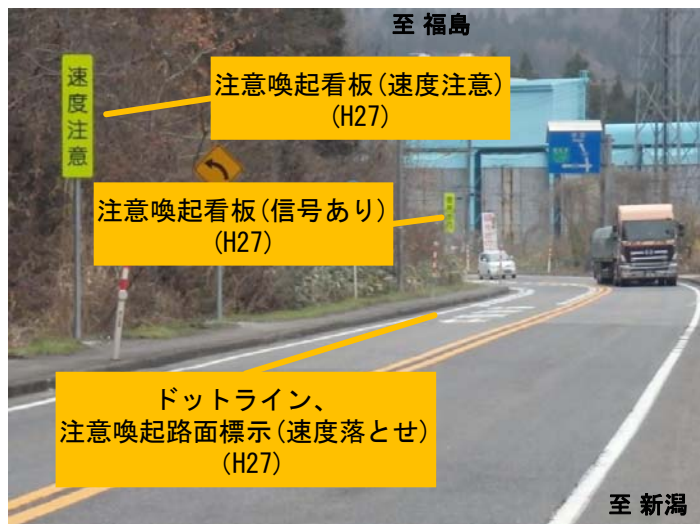 至 福島
速度注意
注意喚起看板(速度注意)
(H27)
注意喚起看板(信号あり)
(H27)
ドットライン、
注意喚起路面標示(速度落とせ)
(H27)
至 新潟